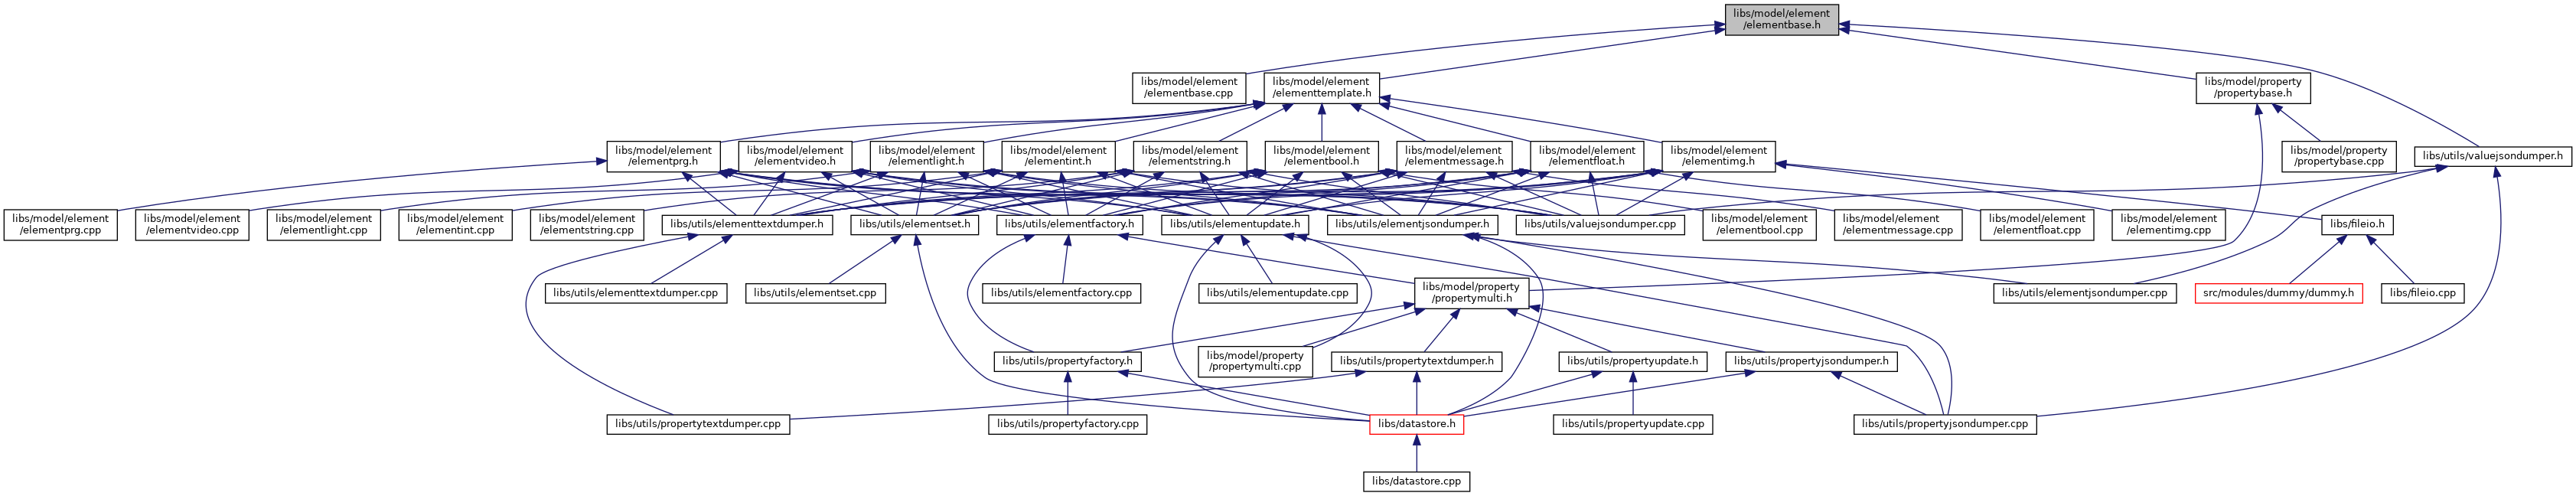 libs/model/element
/elementbase.h
libs/model/element
/elementbase.cpp
libs/model/element
/elementtemplate.h
libs/model/property
/propertybase.h
libs/model/element
/elementprg.h
libs/model/element
/elementvideo.h
libs/model/element
/elementlight.h
libs/model/element
/elementint.h
libs/model/element
/elementstring.h
libs/model/element
/elementbool.h
libs/model/element
/elementmessage.h
libs/model/element
/elementfloat.h
libs/model/element
/elementimg.h
libs/model/property
/propertybase.cpp
libs/utils/valuejsondumper.h
libs/model/element
/elementprg.cpp
libs/model/element
/elementvideo.cpp
libs/model/element
/elementlight.cpp
libs/model/element
/elementint.cpp
libs/model/element
/elementstring.cpp
libs/utils/elementtextdumper.h
libs/utils/elementset.h
libs/utils/elementfactory.h
libs/utils/elementupdate.h
libs/utils/elementjsondumper.h
libs/utils/valuejsondumper.cpp
libs/model/element
/elementbool.cpp
libs/model/element
/elementmessage.cpp
libs/model/element
/elementfloat.cpp
libs/model/element
/elementimg.cpp
libs/fileio.h
libs/utils/elementtextdumper.cpp
libs/utils/elementset.cpp
libs/utils/elementfactory.cpp
libs/utils/elementupdate.cpp
libs/model/property
/propertymulti.h
libs/utils/elementjsondumper.cpp
src/modules/dummy/dummy.h
libs/fileio.cpp
libs/utils/propertyfactory.h
libs/model/property
/propertymulti.cpp
libs/utils/propertytextdumper.h
libs/utils/propertyupdate.h
libs/utils/propertyjsondumper.h
libs/utils/propertytextdumper.cpp
libs/utils/propertyfactory.cpp
libs/datastore.h
libs/utils/propertyupdate.cpp
libs/utils/propertyjsondumper.cpp
libs/datastore.cpp